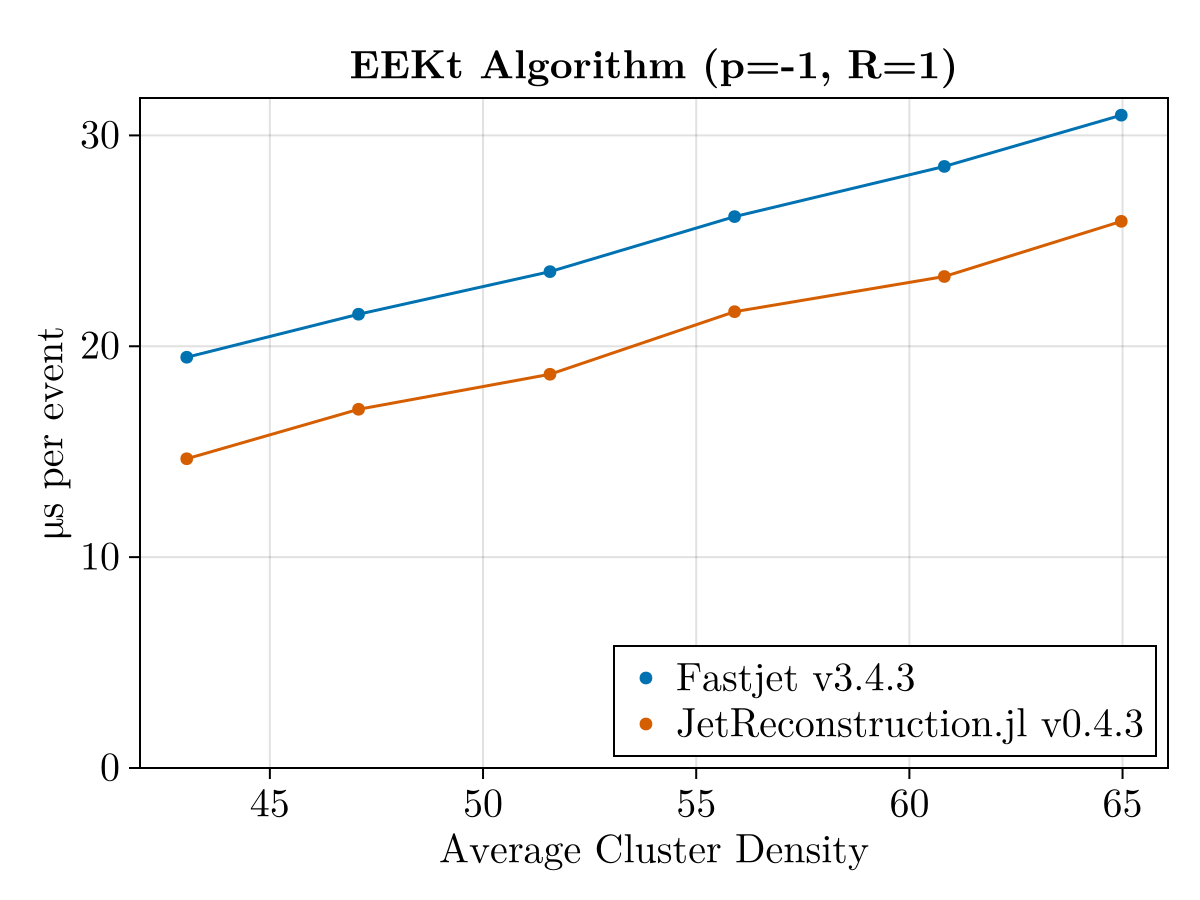 EEKt Algorithm (p=-1, R=1)
30
20
10
0
µs per event
45 50 55 60 65
Average Cluster Density
Fastjet v3.4.3
JetReconstruction.jl v0.4.3